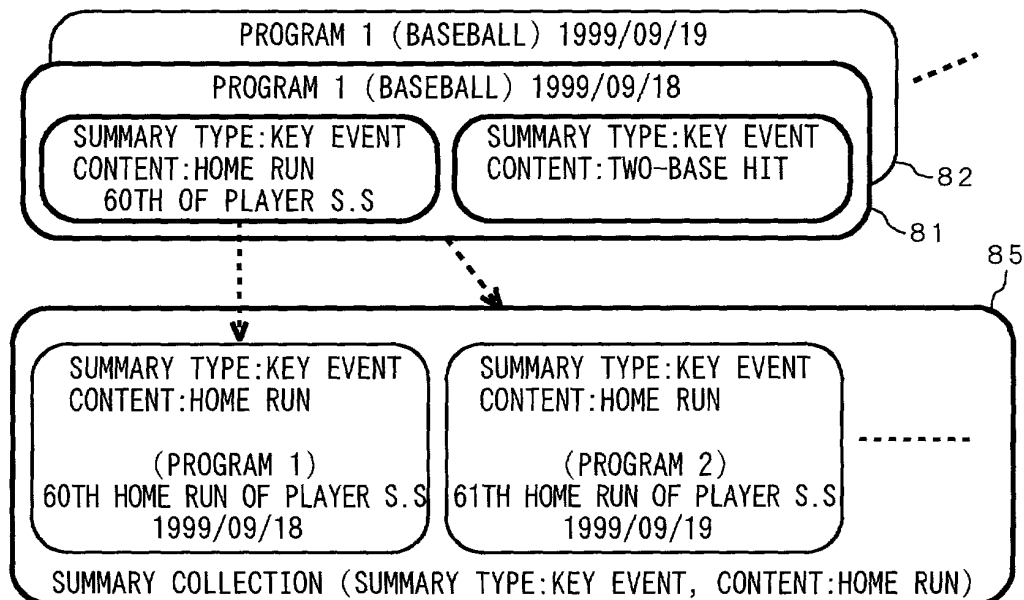 PROGRAM 1 (BASEBALL) 1999/09/19
PROGRAM 1 (BASEBALL) 1999/09/18
SUMMARY TYPE:KEY EVENT
CONTENT:HOME RUN
60TH OF PLAYER S.S
SUMMARY TYPE:KEY EVENT
CONTENT:TWO-BASE HIT
82
81
85
SUMMARY TYPE:KEY EVENT
CONTENT:HOME RUN
(PROGRAM 1)
60TH HOME RUN OF PLAYER S.S
1999/09/18
SUMMARY TYPE:KEY EVENT
CONTENT:HOME RUN
(PROGRAM 2)
61TH HOME RUN OF PLAYER S.S
1999/09/19
SUMMARY COLLECTION (SUMMARY TYPE:KEY EVENT, CONTENT:HOME RUN)